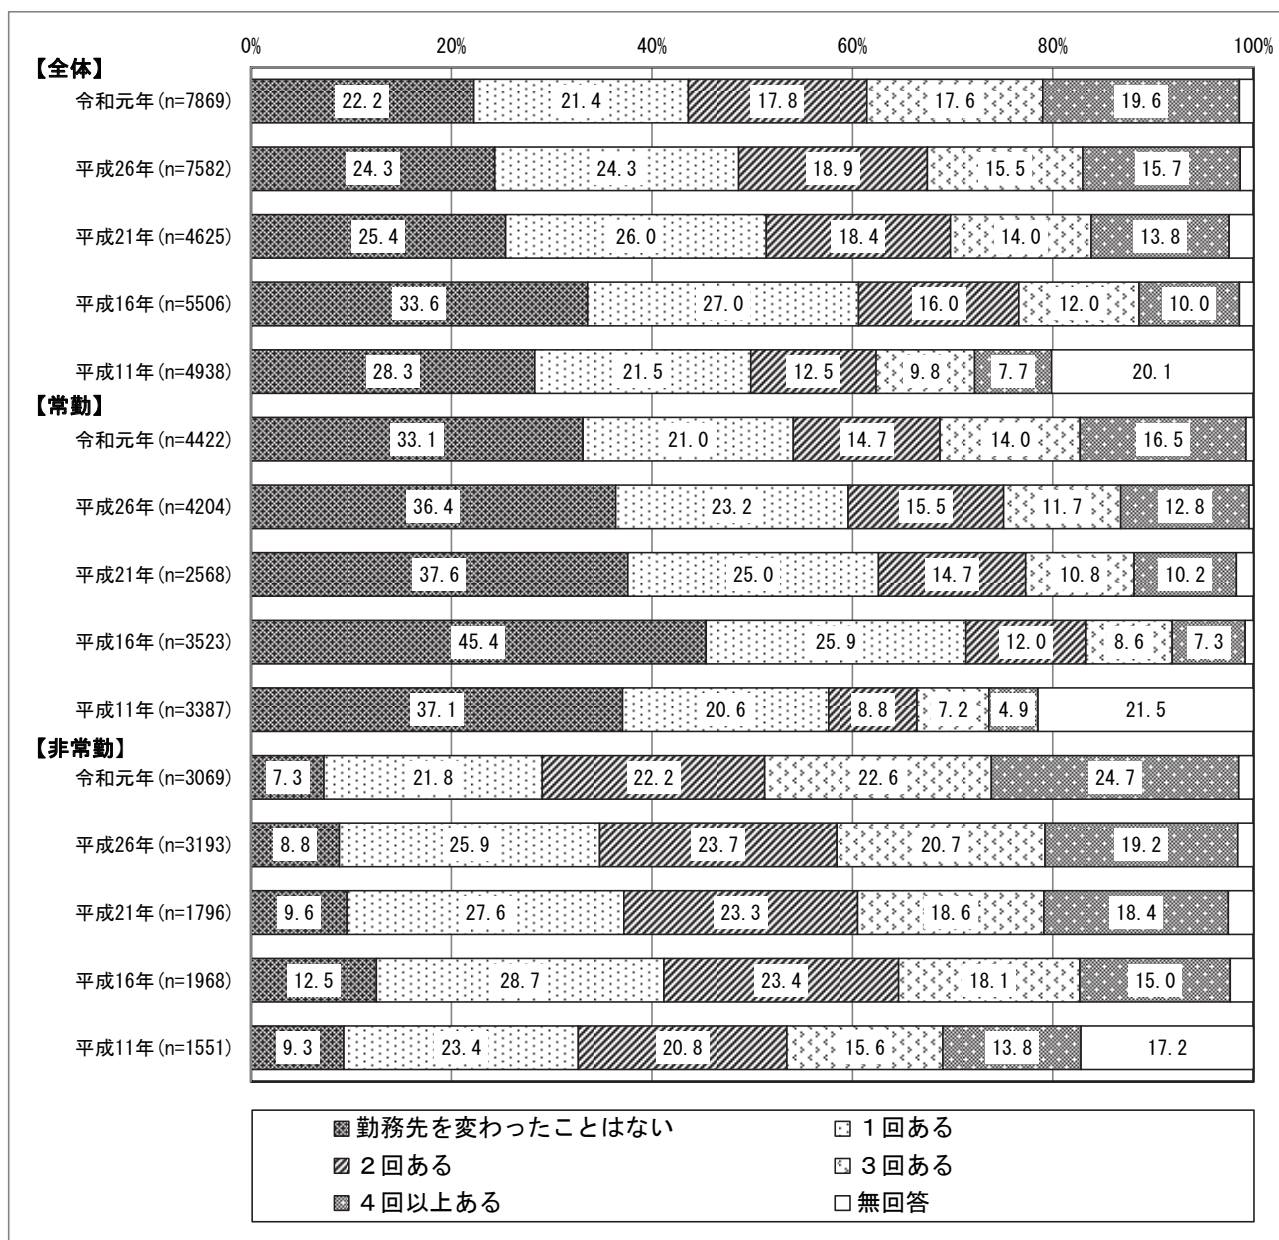 0% 20% 40% 60% 80% 100%
【全体】
令和元年(n=7869) 22.2 21.4 17.8 17.6 19.6
平成26年(n=7582) 24.3 24.3 18.9 15.5 15.7
平成21年(n=4625) 25.4 26.0 18.4 14.0 13.8
平成16年(n=5506) 33.6 27.0 16.0 12.0 10.0
平成11年(n=4938) 28.3 21.5 12.5 9.8 7.7 20.1
【常勤】
令和元年(n=4422) 33.1 21.0 14.7 14.0 16.5
平成26年(n=4204) 36.4 23.2 15.5 11.7 12.8
平成21年(n=2568) 37.6 25.0 14.7 10.8 10.2
平成16年(n=3523) 45.4 25.9 12.0 8.6 7.3
平成11年(n=3387) 37.1 20.6 8.8 7.2 4.9 21.5
【非常勤】
令和元年(n=3069) 7.3 21.8 22.2 22.6 24.7
平成26年(n=3193) 8.8 25.9 23.7 20.7 19.2
平成21年(n=1796) 9.6 27.6 23.3 18.6 18.4
平成16年(n=1968) 12.5 28.7 23.4 18.1 15.0
平成11年(n=1551) 9.3 23.4 20.8 15.6 13.8 17.2
勤務先を変わったことはない １回ある
２回ある ３回ある
４回以上ある 無回答